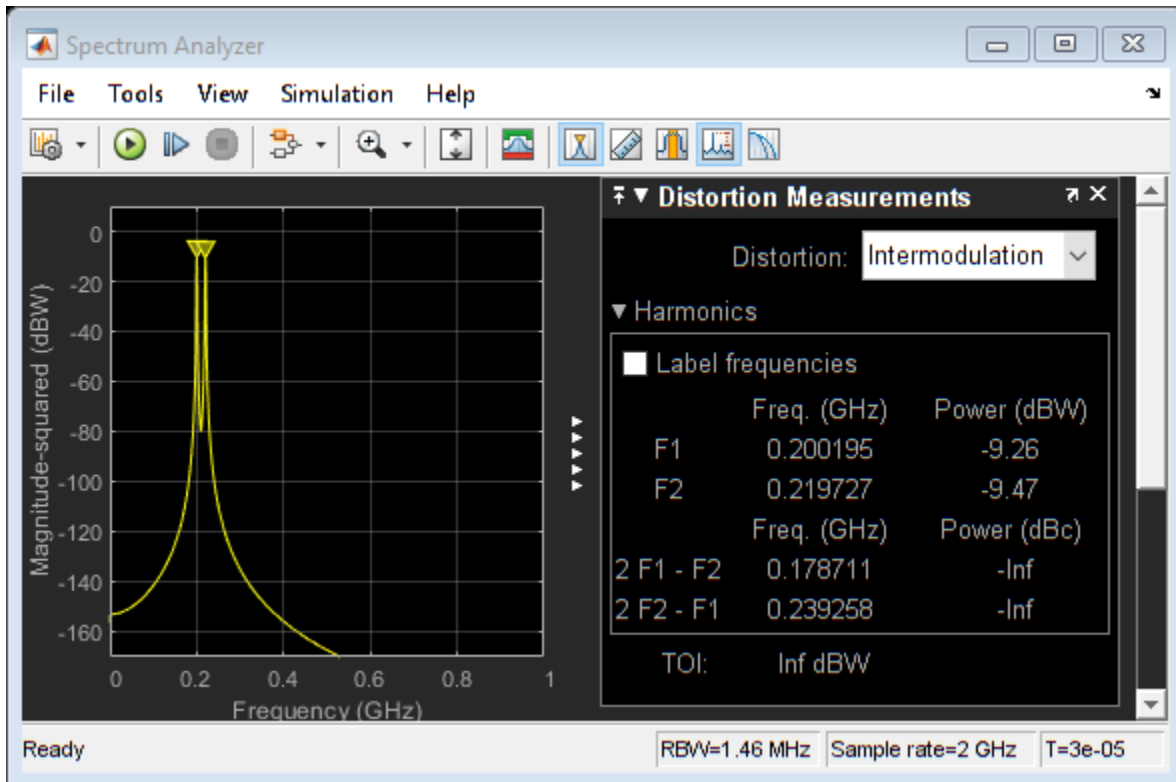 Spectrum Analyzer
File Tools View Simulation Help
Distortion Measurements
Distortion: Intermodulation
Harmonics
Label frequencies
Freq. (GHz) Power (dBW)
F1 0.200195 -9.26
F2 0.219727 -9.47
Freq. (GHz) Power (dBc)
2 F1 - F2 0.178711 -Inf
2 F2 - F1 0.239258 -Inf
TOI: Inf dBW
Magnitude-squared (dBW)
0
-20
-40
-60
-80
-100
-120
-140
-160
0 0.2 0.4 0.6 0.8 1
Frequency (GHz)
Ready RBW=1.46 MHz Sample rate=2 GHz T=3e-05